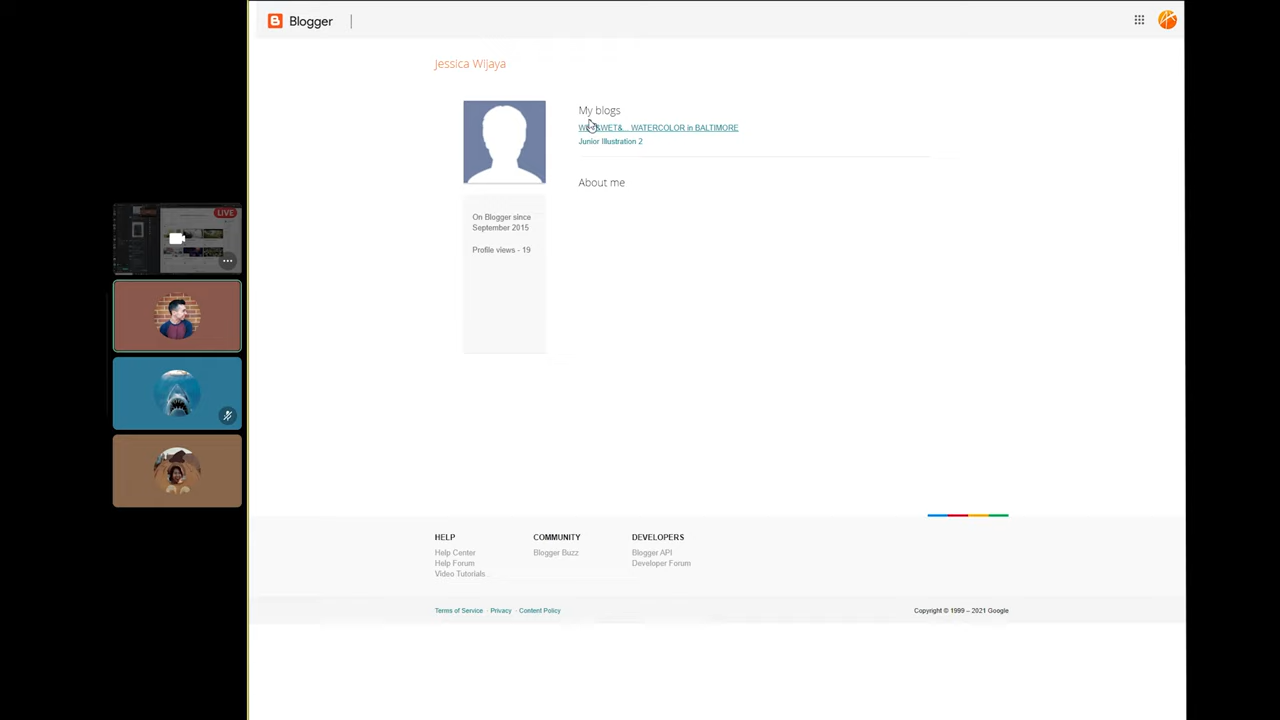 Blogger
LIVE
Jessica Wijaya
My blogs
WATERCOLOR in BALTIMORE
Junior Illustration 2
About me
On Blogger since
September 2015
Profile views - 19
HELP
COMMUNITY
DEVELOPERS
Help Center
Blogger Buzz
Blogger API
Help Forum
Developer Forum
Video Tutorials
Terms of Service · Privacy · Content Policy
Copyright © 1999 – 2021 Google